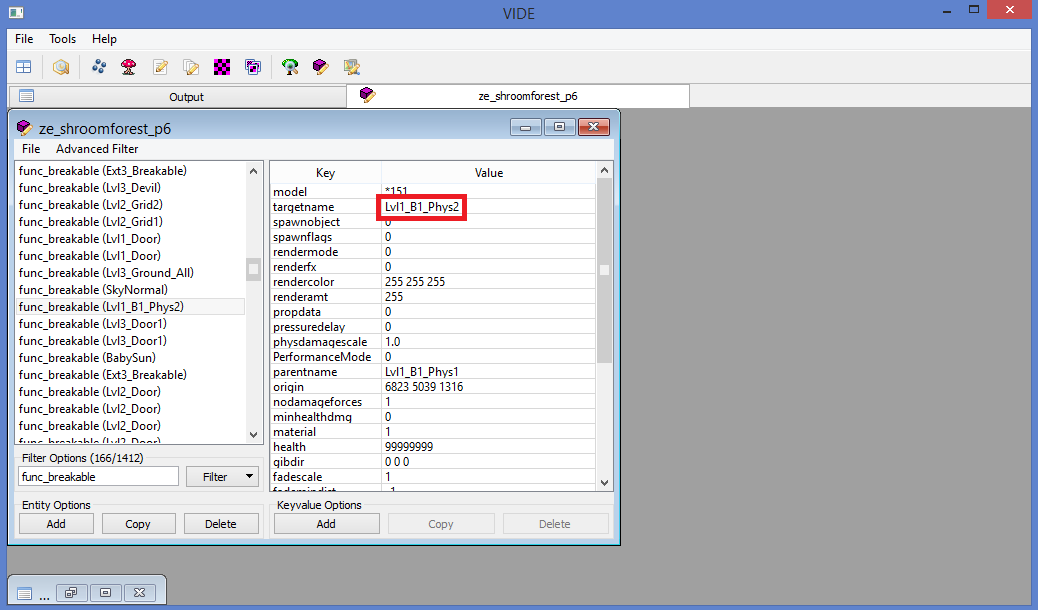 VIDE
File Tools Help
Output
ze_shroomforest_p6
ze_shroomforest_p6
File Advanced Filter
func_breakable (Ext3_Breakable)
func_breakable (Lvl3_Devil)
func_breakable (Lvl2_Grid2)
func_breakable (Lvl2_Grid1)
func_breakable (Lvl1_Door)
func_breakable (Lvl1_Door)
func_breakable (Lvl3_Ground_All)
func_breakable (SkyNormal)
func_breakable (Lvl1_B1_Phys2)
func_breakable (Lvl3_Door1)
func_breakable (Lvl3_Door1)
func_breakable (BabySun)
func_breakable (Ext3_Breakable)
func_breakable (Lvl2_Door)
func_breakable (Lvl2_Door)
func_breakable (Lvl2_Door)
func_breakable (Lvl2_Door)
Filter Options (166/1412)
func_breakable
Filter
Entity Options
Add Copy Delete
Key Value
model *151
targetname Lvl1_B1_Phys2
spawnobject 0
spawnflags 0
rendermode 0
renderfx 0
rendercolor 255 255 255
renderamt 255
propdata 0
pressuredelay 0
physdamagescale 1.0
PerformanceMode 0
parentname Lvl1_B1_Phys1
origin 6823 5039 1316
nodamageforces 1
minhealthdmg 0
material 1
health 99999999
gibdir 0 0 0
fadescale 1
fademindist -1
Keyvalue Options
Add Copy Delete
...